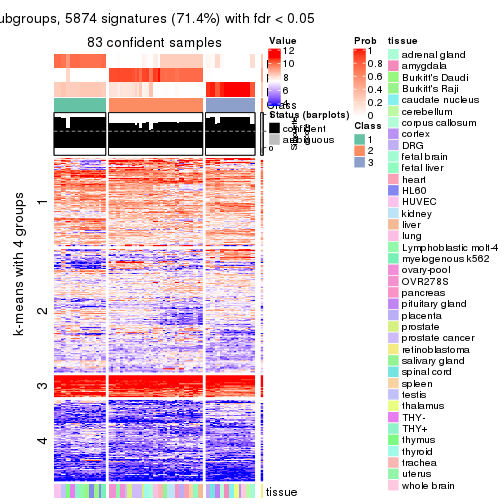 ubgroups, 5874 signatures (71.4%) with fdr < 0.05
83 confident samples
k-means with 4 groups
1
2
3
4
tissue
Value
12
10
8
6
4
Class
Status (barplots)
confident
ambiguous
0
Prob
1
0.8
0.6
0.4
0.2
0
Class
1
2
3
tissue
adrenal gland
amygdala
Burkitt's Daudi
Burkitt's Raji
caudate nucleus
cerebellum
corpus callosum
cortex
DRG
fetal brain
fetal liver
heart
HL60
HUVEC
kidney
liver
lung
Lymphoblastic molt-4
myelogenous k562
ovary-pool
OVR278S
pancreas
pituitary gland
placenta
prostate
prostate cancer
retinoblastoma
salivary gland
spinal cord
spleen
testis
thalamus
THY-
THY+
thymus
thyroid
trachea
uterus
whole brain